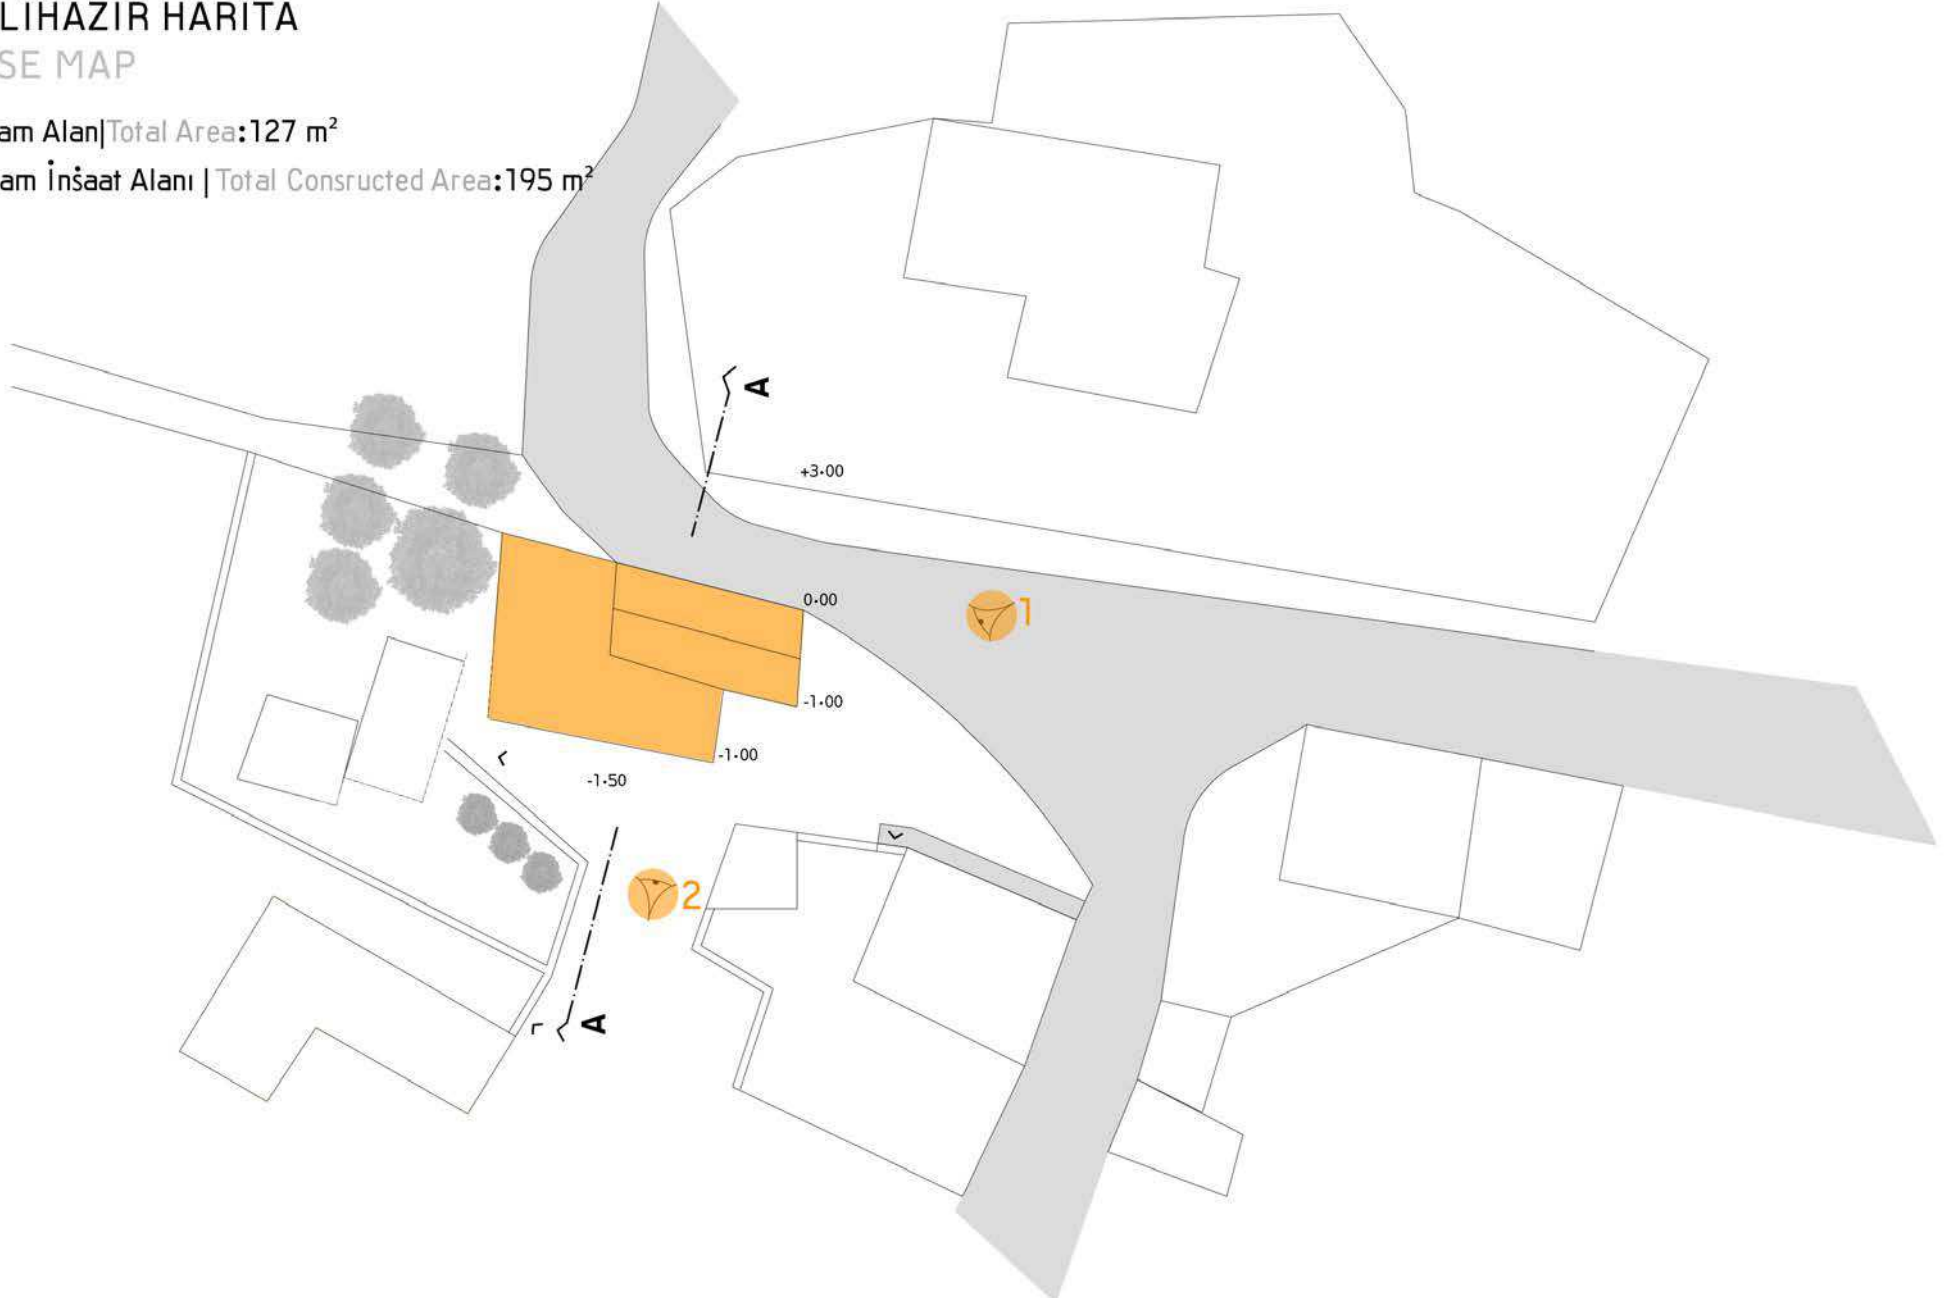 LIHAZIR HARITA
SE MAP
am Alan|Total Area:127 m²
am İnşaat Alanı | Total Consructed Area:195 m²
A
+3.00
0.00
1
-1.00
-1.00
-1.50
2
A